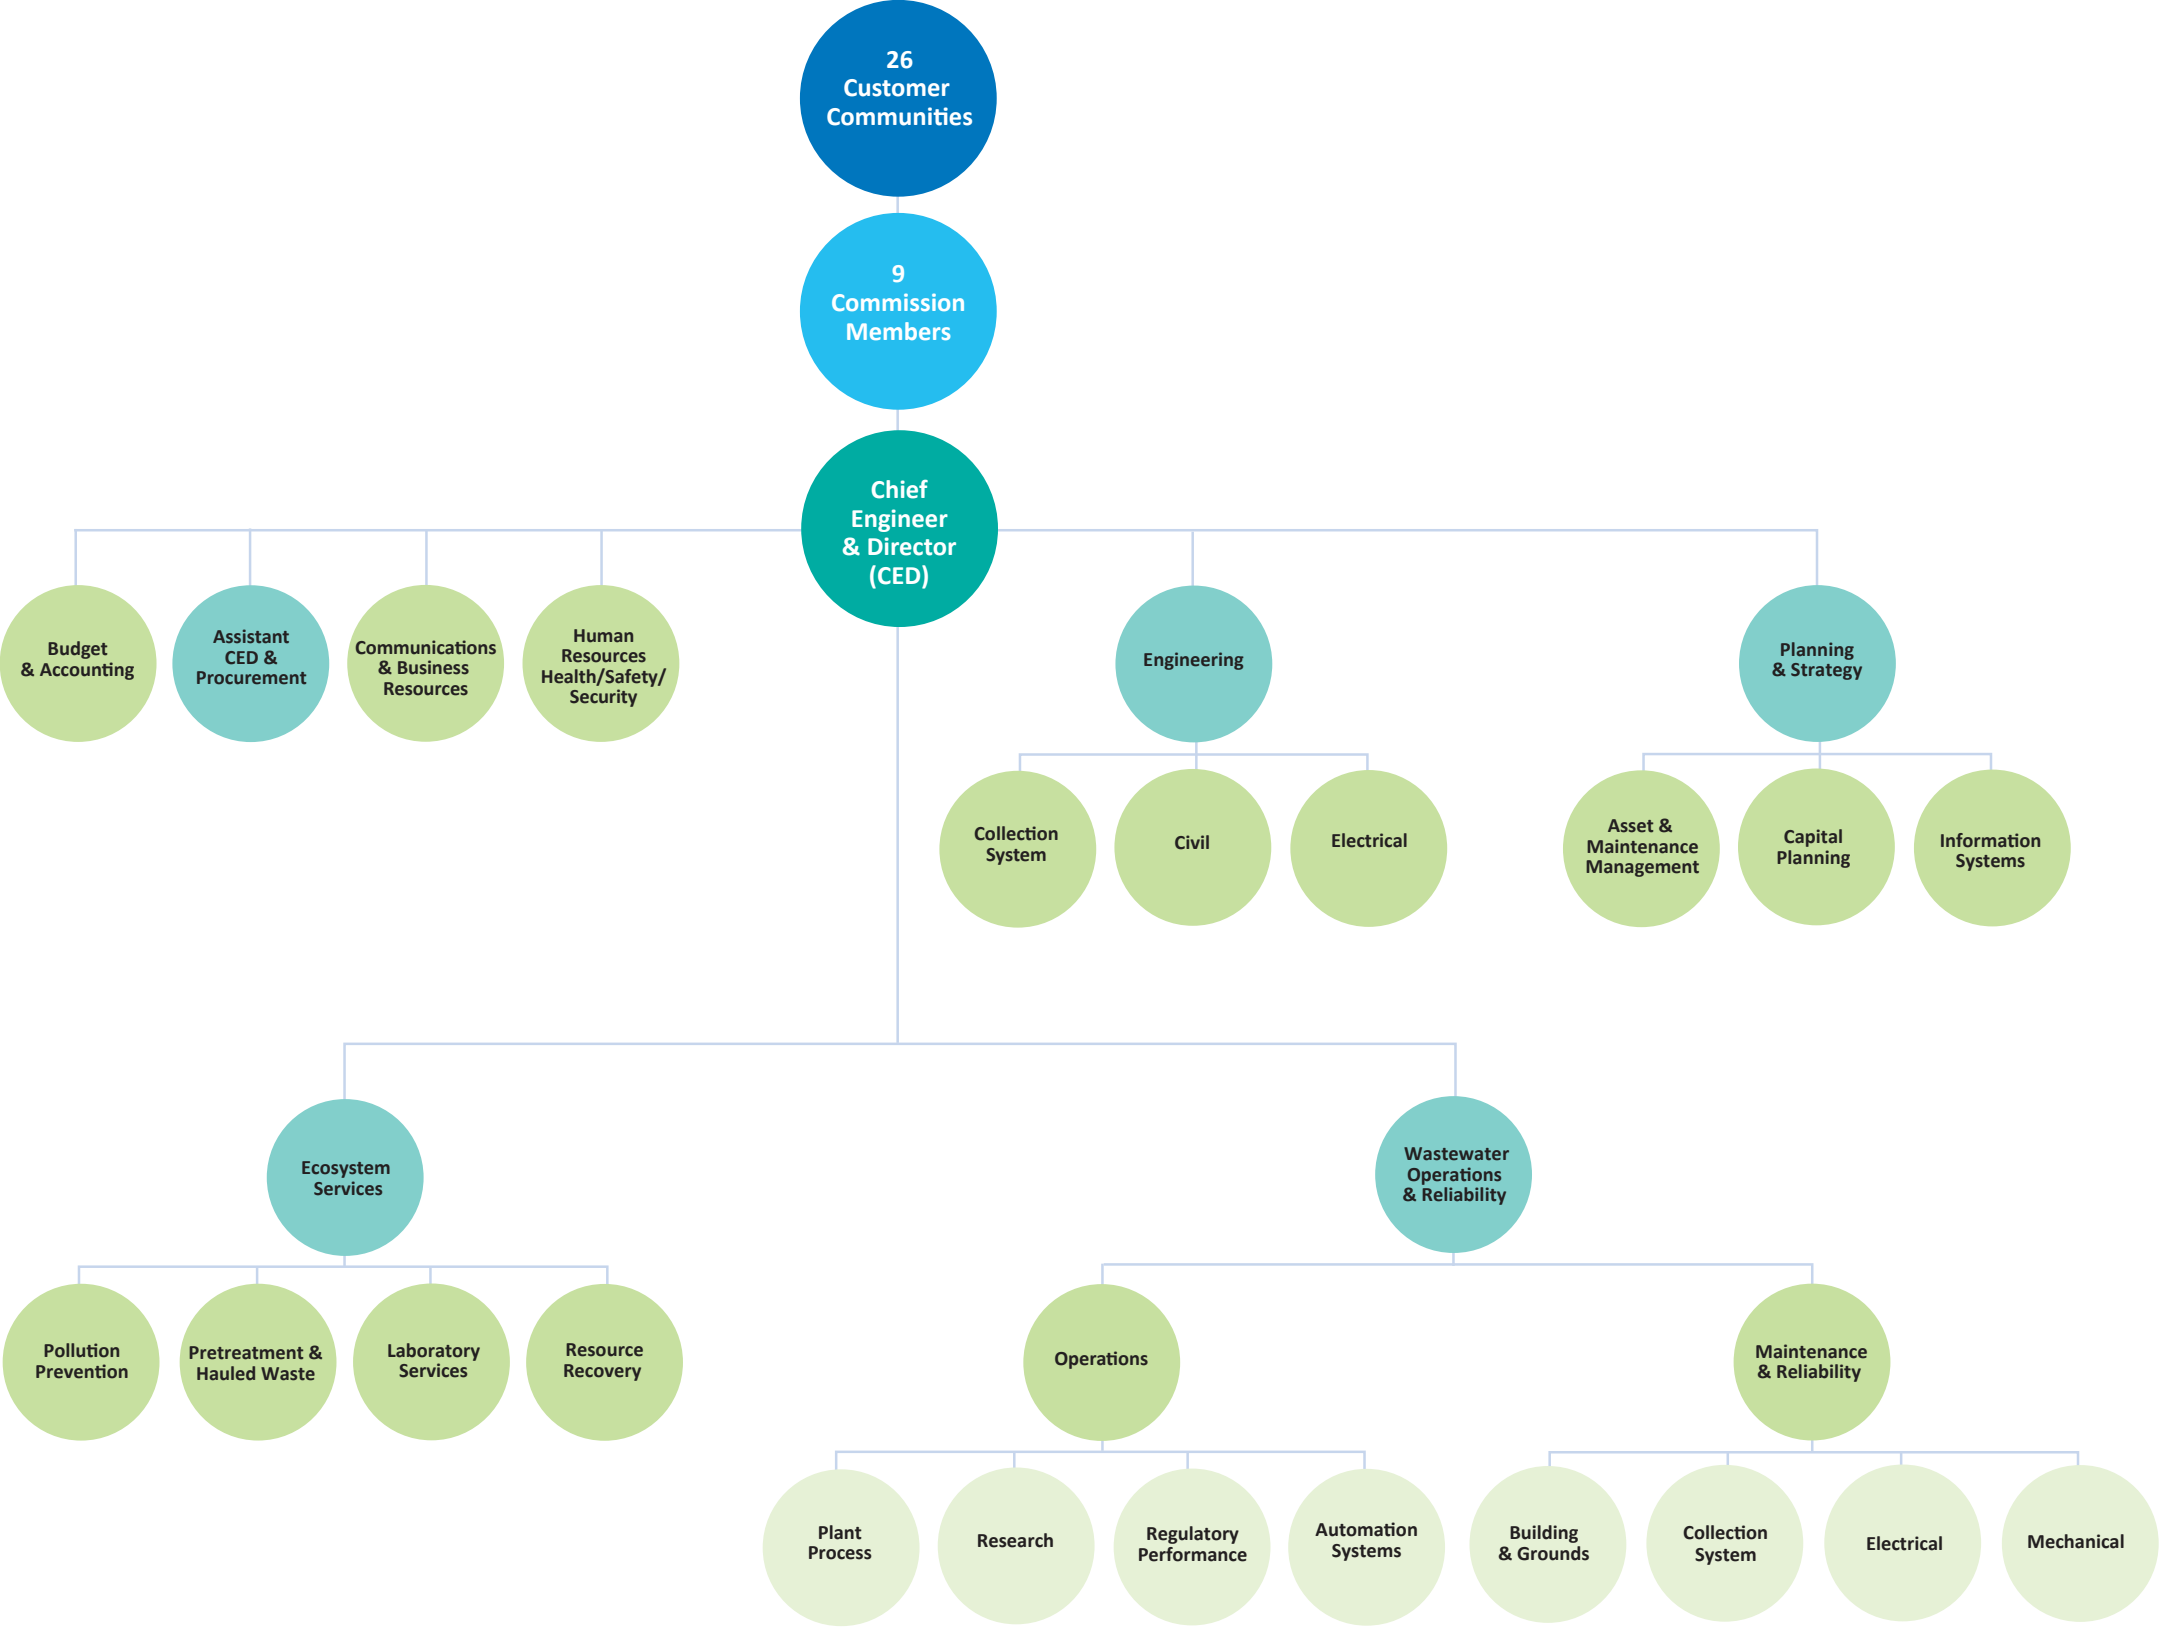 26
Customer
Communities
9
Commission
Members
Chief
Engineer
& Director
(CED)
Budget
& Accounting
Assistant
CED &
Procurement
Communications
& Business
Resources
Human
Resources
Health/Safety/
Security
Engineering
Planning
& Strategy
Collection
System
Civil
Electrical
Asset &
Maintenance
Management
Capital
Planning
Information
Systems
Ecosystem
Services
Wastewater
Operations
& Reliability
Pollution
Prevention
Pretreatment &
Hauled Waste
Laboratory
Services
Resource
Recovery
Operations
Maintenance
& Reliability
Plant
Process
Research
Regulatory
Performance
Automation
Systems
Building
& Grounds
Collection
System
Electrical
Mechanical